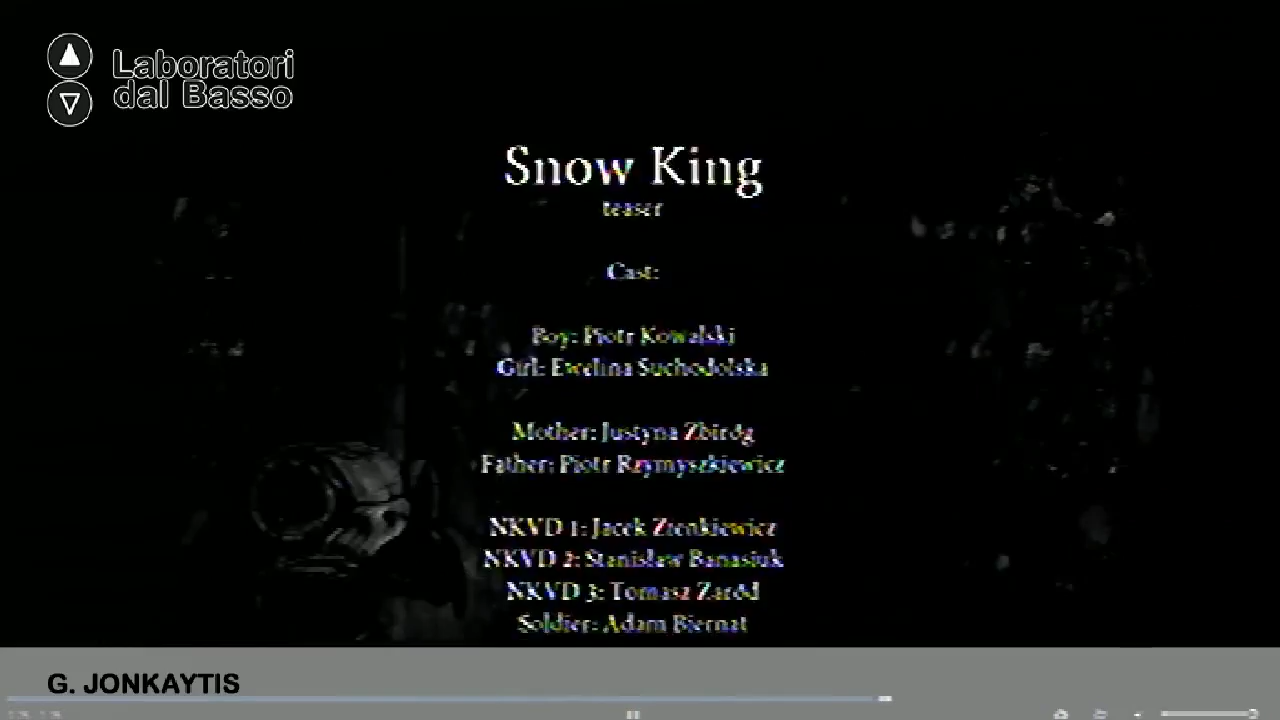 Laboratori
dal Basso
Snow King
teaser
Cast:
Boy: Piotr Kowalski
Girl: Ewelina Suchodolska
Mother: Justyna Zbiróg
Father: Piotr Rzymyszkiewicz
NKVD 1: Jacek Zienkiewicz
NKVD 2: Stanisław Banasiuk
NKVD 3: Tomasz Zaród
Soldier: Adam Biernat
G. JONKAYTIS